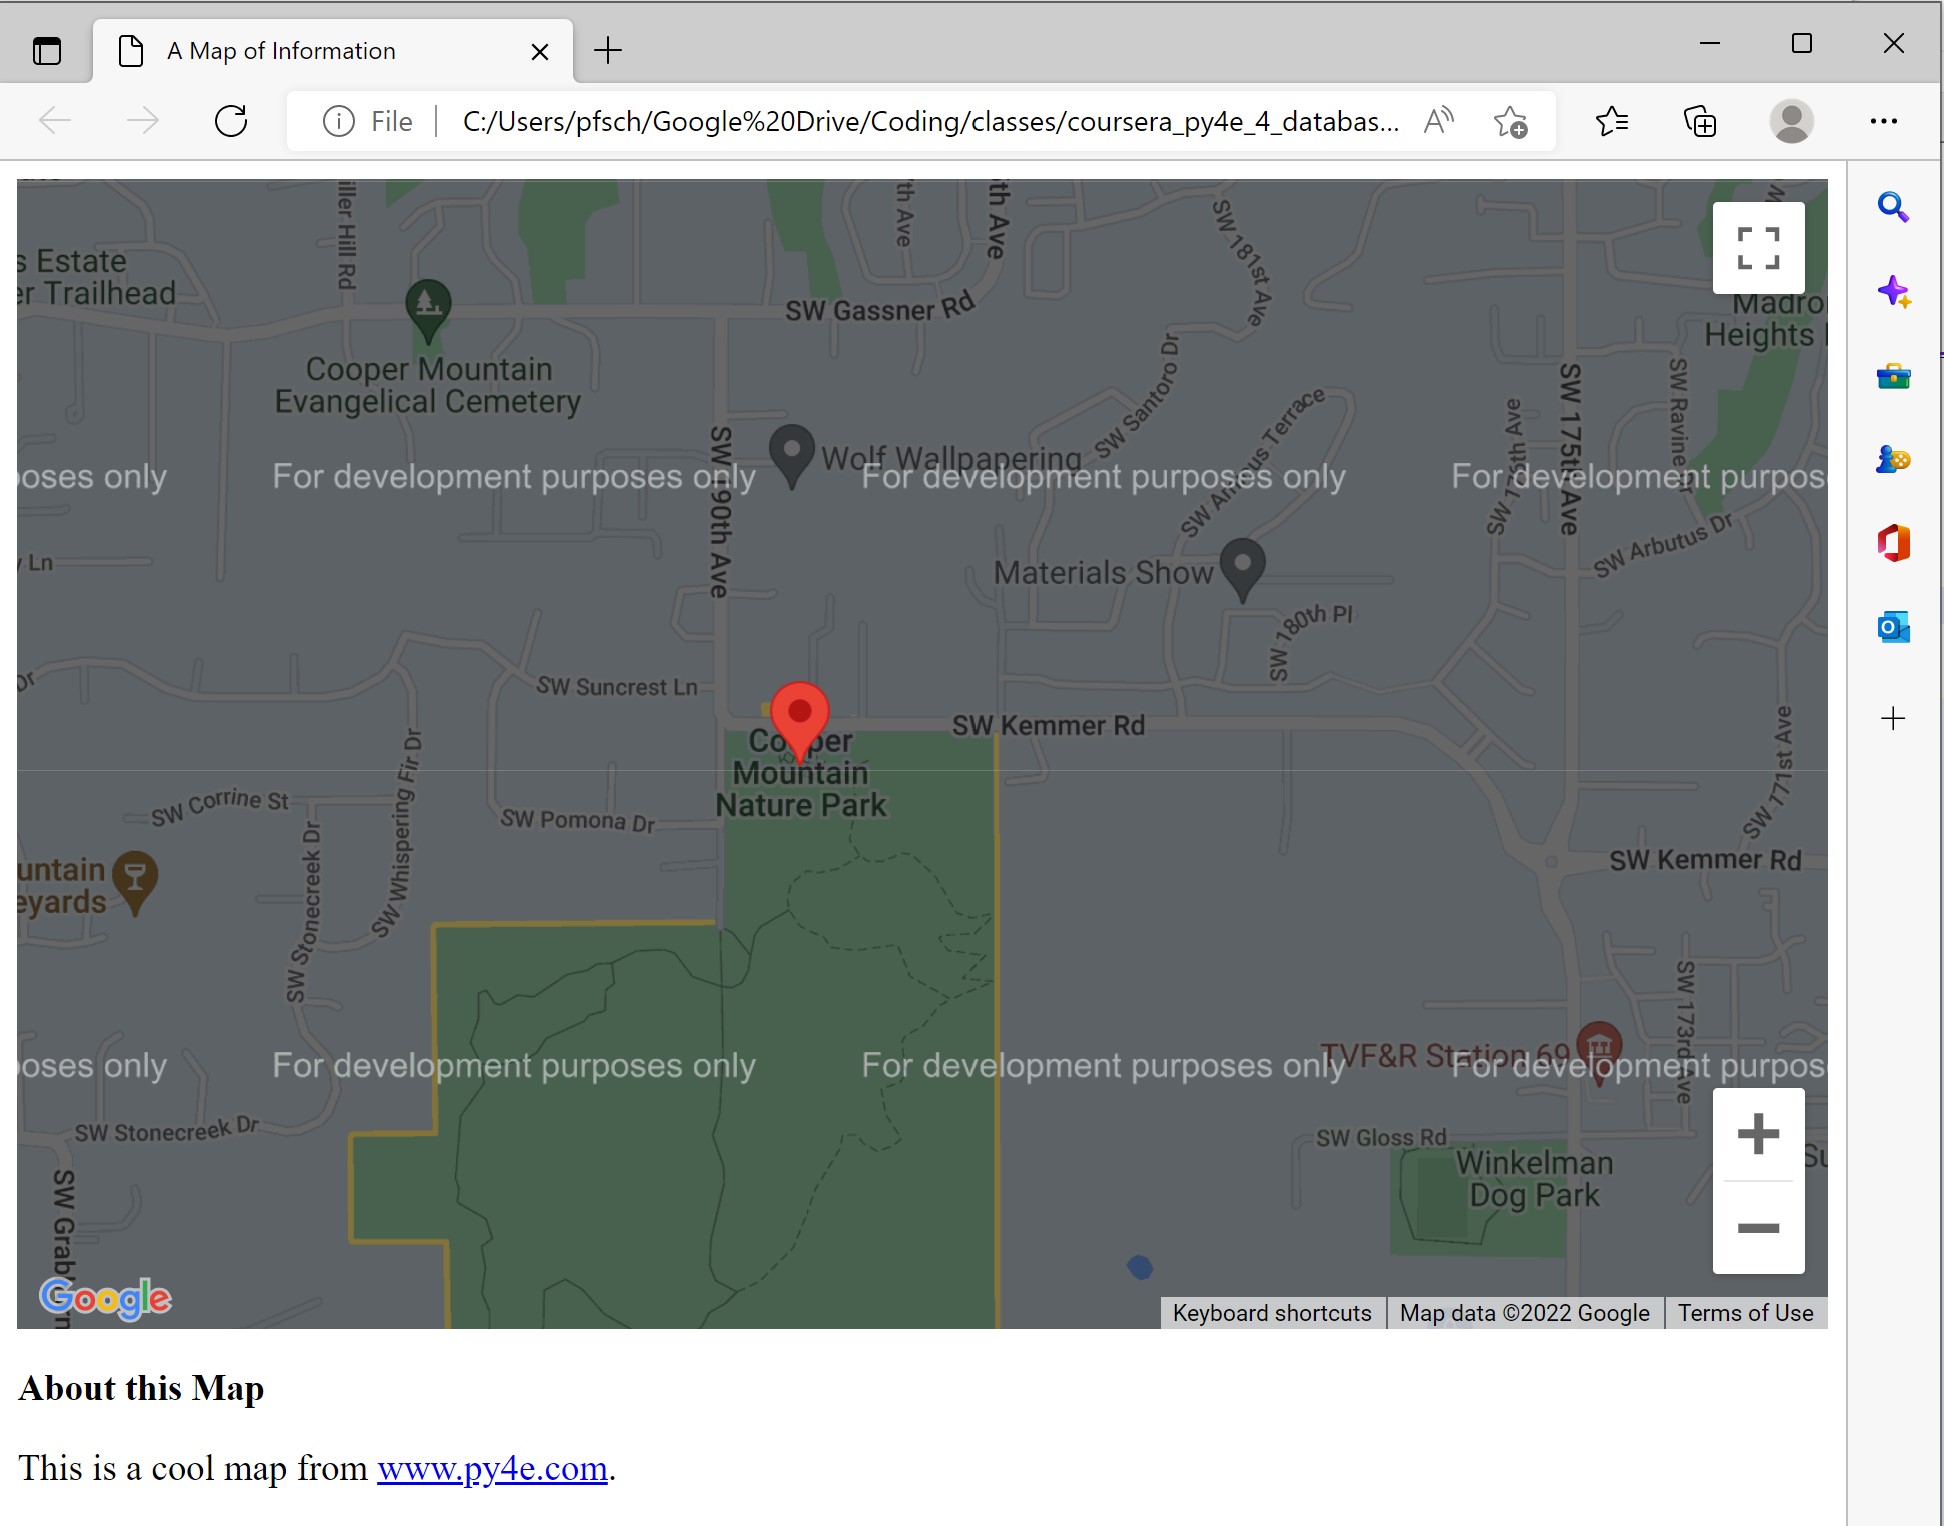 A Map of Information
File
C:/Users/pfsch/Google%20Drive/Coding/classes/coursera_py4e_4_databas...
iller Hill Rd
th Ave
th Ave
SW 181st Ave
W
s Estate
er Trailhead
SW Gassner Rd
Madro
Heights
Cooper Mountain
Evangelical Cemetery
SW Santoro Dr
SW 175th Ave
SW Ravine Dr
SW 190th Ave
Wolf Wallpapering
SW Angus Terrace
SW 176th Ave
oses only
For development purposes only
For development purposes only
For development purpos
y Ln
Materials Show
SW Arbutus Dr
SW 180th Pl
Dr
SW Suncrest Ln
SW Kemmer Rd
Cooper
Mountain
Nature Park
SW 171st Ave
SW Corrine St
SW Whispering Fir Dr
SW Pomona Dr
SW Stonecreek Dr
untain
eyards
SW Kemmer Rd
SW 173rd Ave
TVF&R Station 69
oses only
For development purposes only
For development purposes only
For development purpos
SW Stonecreek Dr
SW Gloss Rd
Su
Winkelman
Dog Park
SW Grab
Google
Keyboard shortcuts
Map data ©2022 Google
Terms of Use
About this Map
This is a cool map from www.py4e.com.